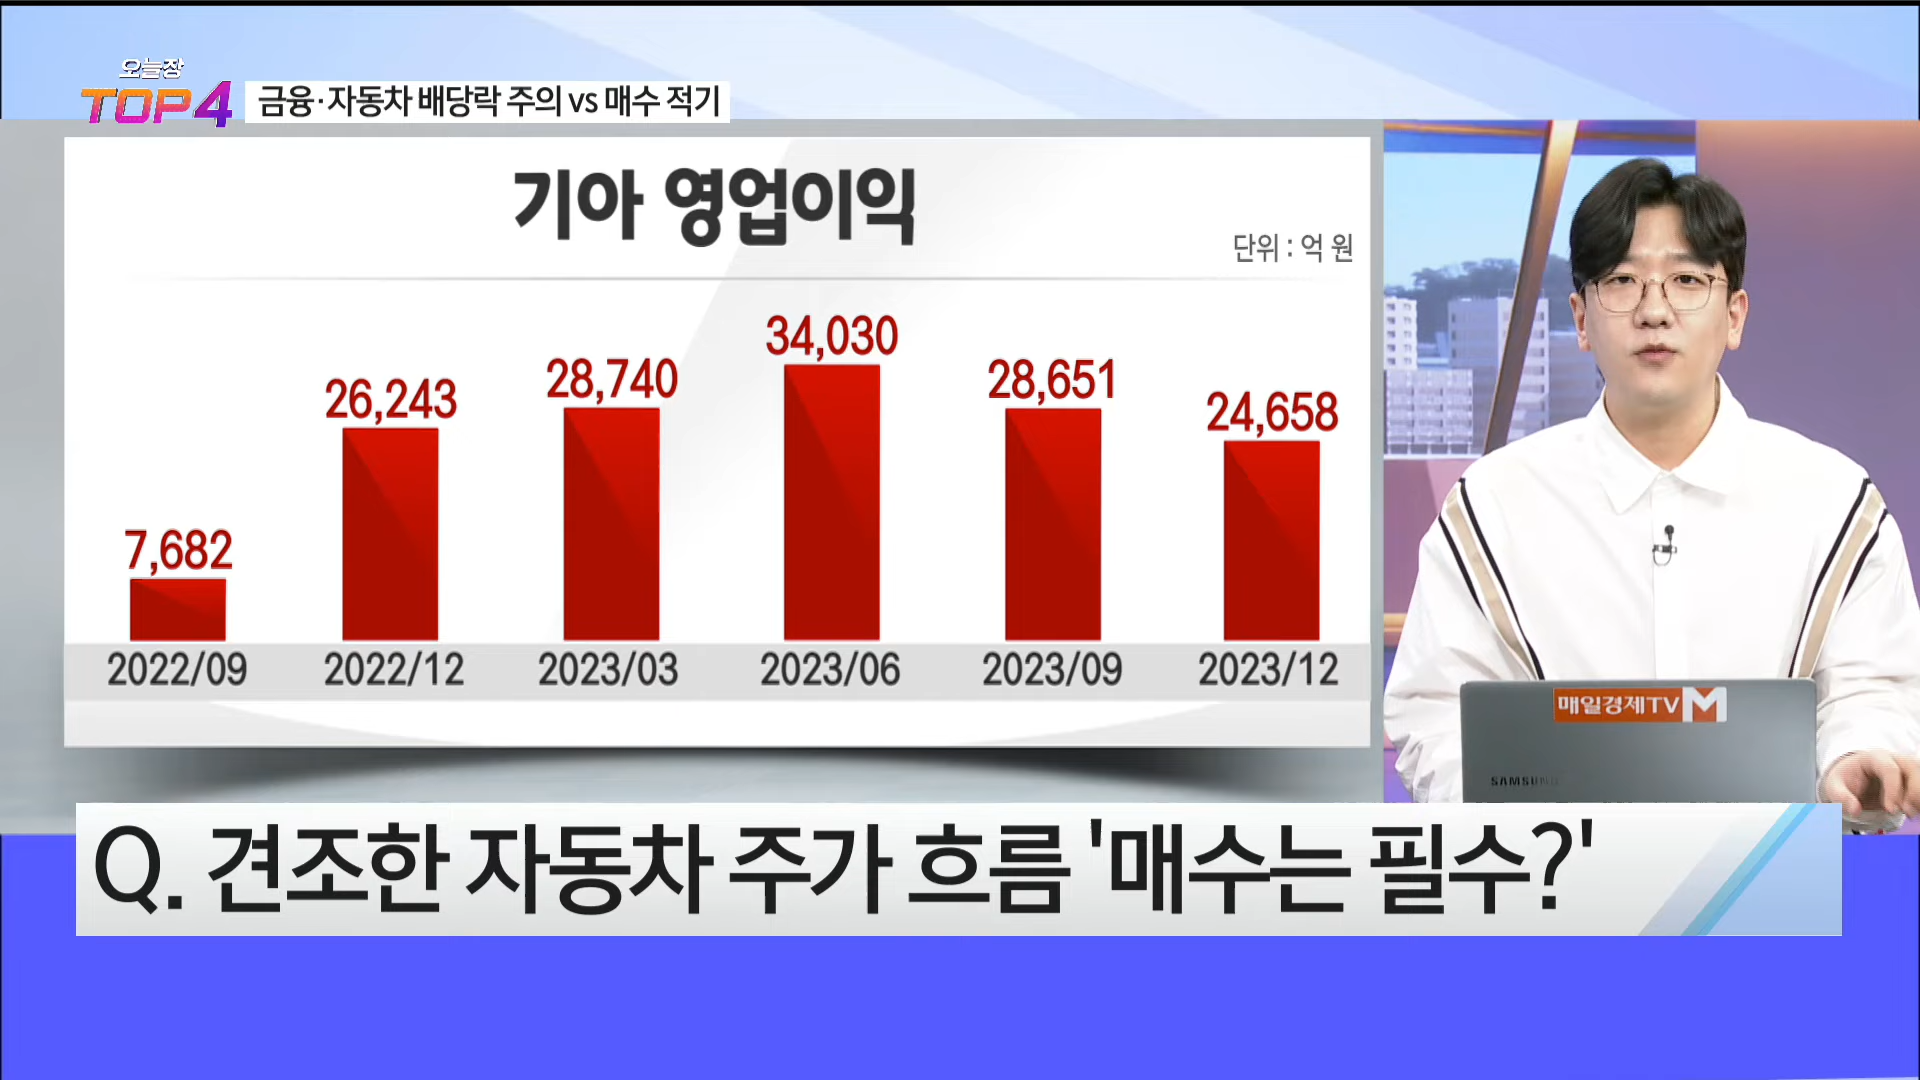 오늘장
TOP4
금융·자동차 배당락 주의 vs 매수 적기
기아 영업이익
단위 : 억 원
7,682
26,243
28,740
34,030
28,651
24,658
2022/09
2022/12
2023/03
2023/06
2023/09
2023/12
매일경제TV M
SAMSUNG
Q. 견조한 자동차 주가 흐름 '매수는 필수?'